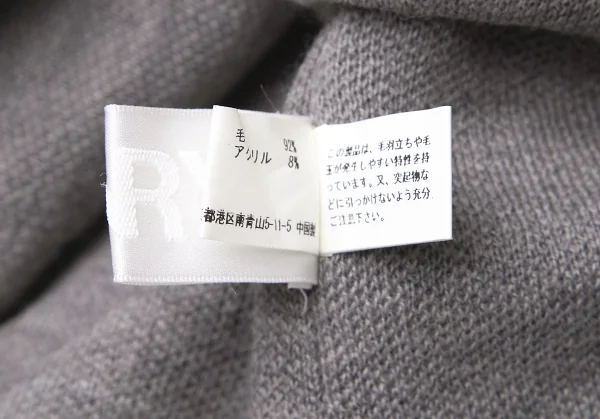 RY
毛 92%
アクリル 8%
都港区南青山5-11-5 中国製
この製品は、毛羽立ちや毛
玉が発生しやすい特性を持
っています。又、突起物な
どに引っかけないよう充分
ご注意下さい。